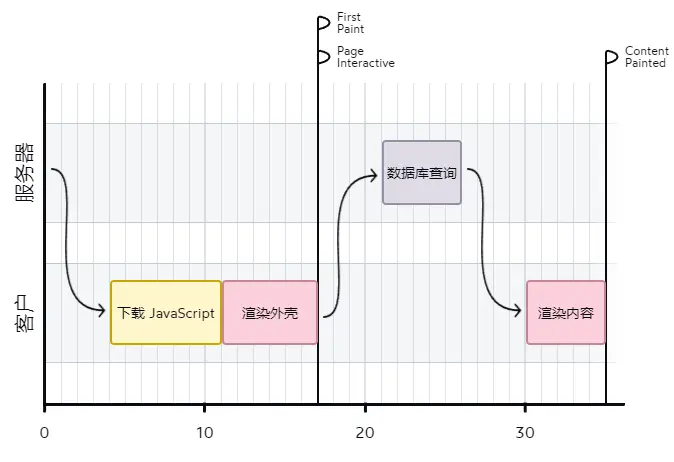 First
Paint
Page
Interactive
Content
Painted
服务器
数据库查询
客户
下载 JavaScript
渲染外壳
渲染内容
0
10
20
30